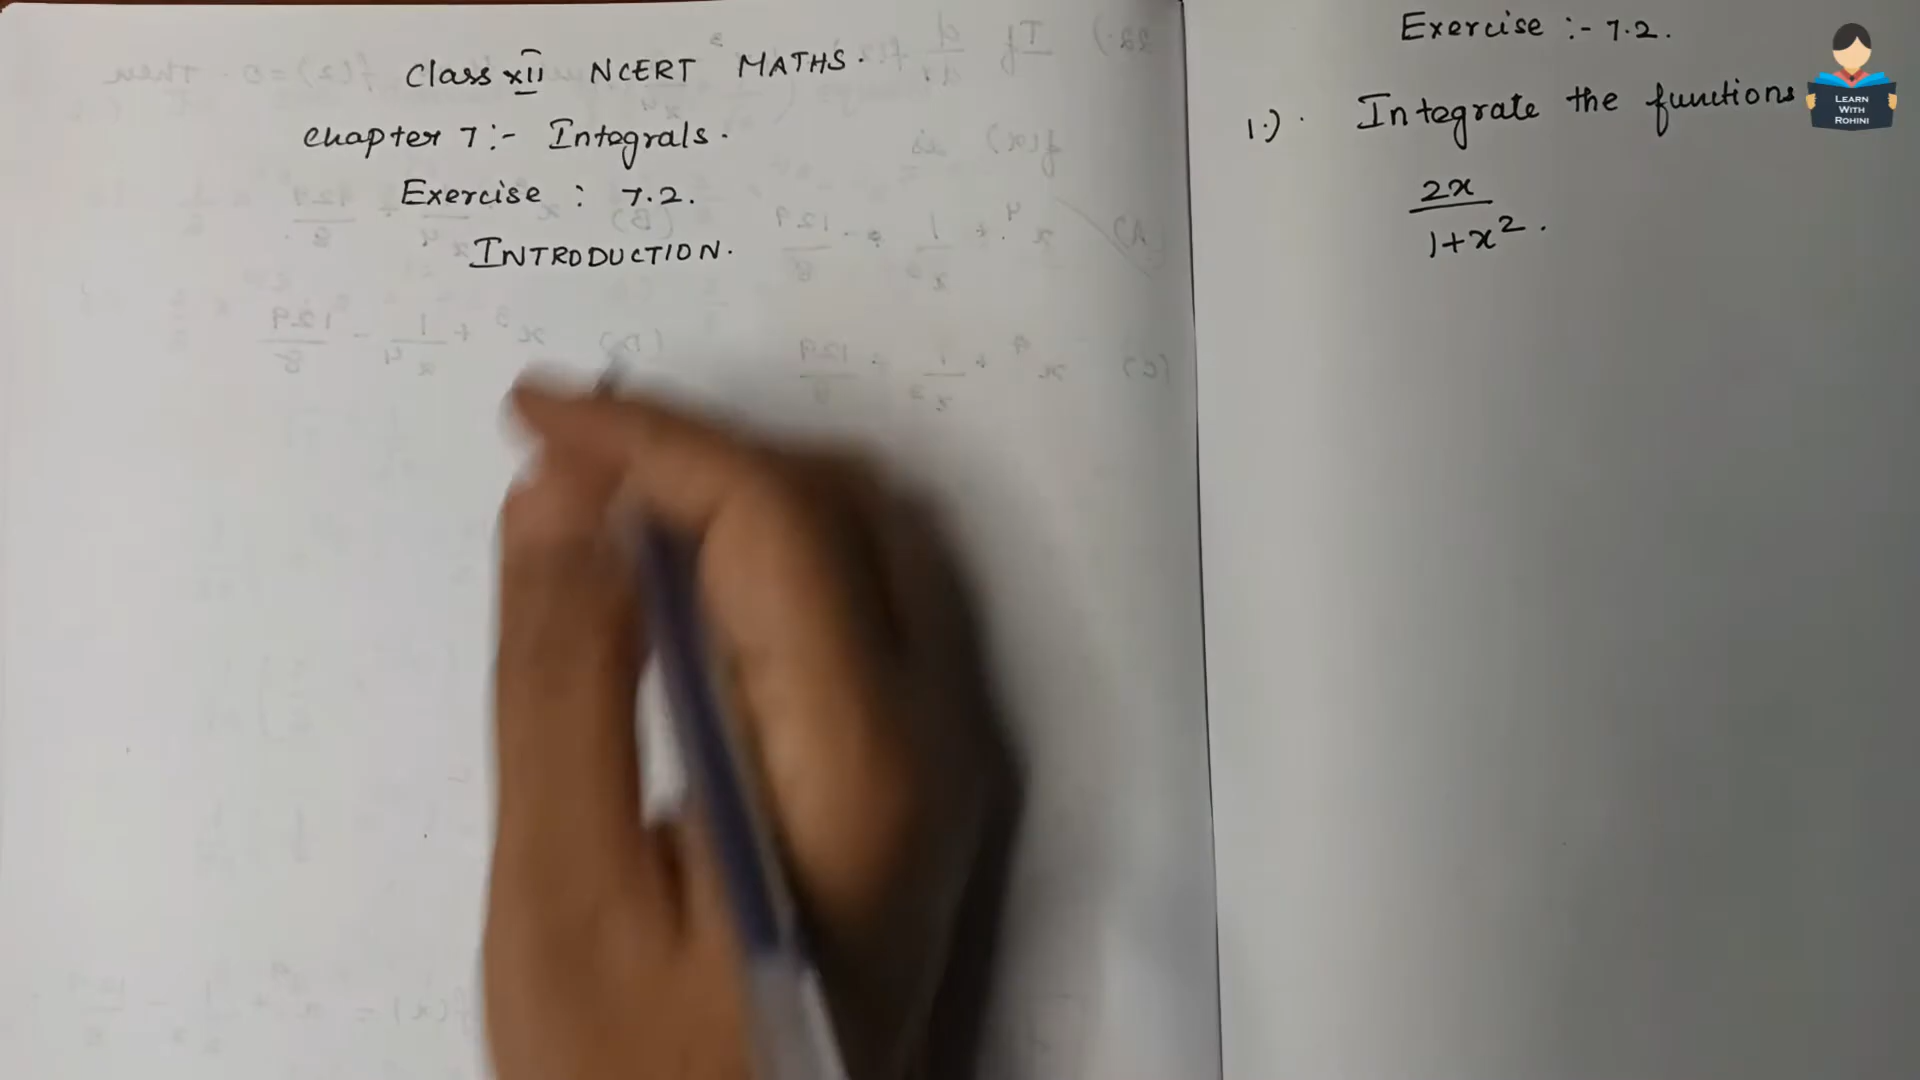 Class XII NCERT MATHS.
Chapter 7:- Integrals.
Exercise : 7.2.
INTRODUCTION.
Exercise :- 7.2.
1.). Integrate the functions
2x
1+x².
LEARN
WITH
ROHINI